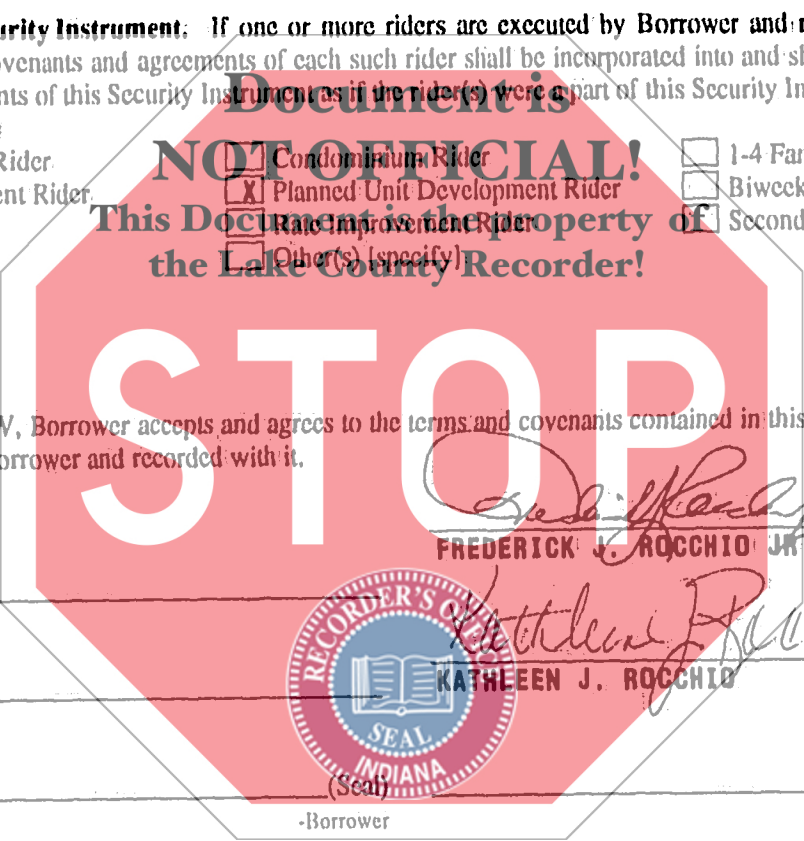 urity Instrument. If one or more riders are executed by Borrower and r
ovenants and agreements of each such rider shall be incorporated into and sh
nts of this Security Instrument as if the rider(s) were a part of this Security In
Document is
NOT OFFICIAL!
This Document is the property of
the Lake County Recorder!
Rider
Condominium Rider
1-4 Fam
ent Rider
X Planned Unit Development Rider
Biweek
Rate Improvement Rider
Second
Other(s) [specify]
STOP
V, Borrower accepts and agrees to the terms and covenants contained in this
orrower and recorded with it.
FREDERICK J. ROCCHIO JR
KATHLEEN J. ROCCHIO
RECORDER'S OFFICE
SEAL
INDIANA
(Seal)
-Borrower